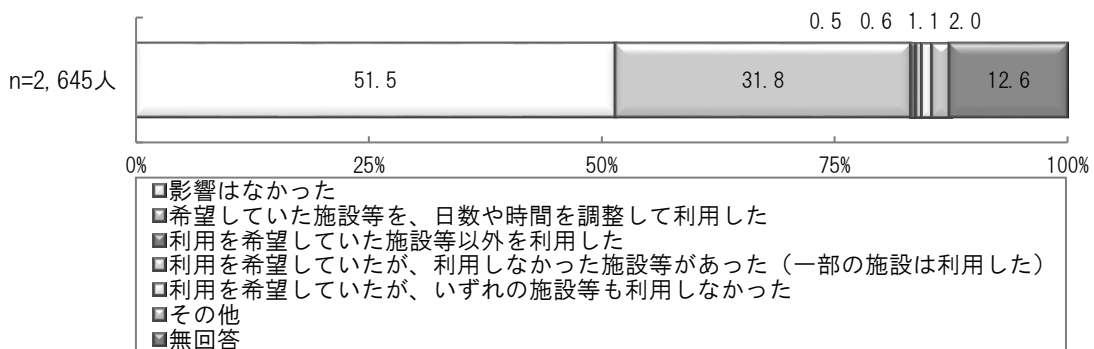 0.5 0.6 1.1 2.0
n=2,645人 51.5 31.8 12.6
0% 25% 50% 75% 100%
影響はなかった
希望していた施設等を、日数や時間を調整して利用した
利用を希望していた施設等以外を利用した
利用を希望していたが、利用しなかった施設等があった（一部の施設は利用した）
利用を希望していたが、いずれの施設等も利用しなかった
その他
無回答